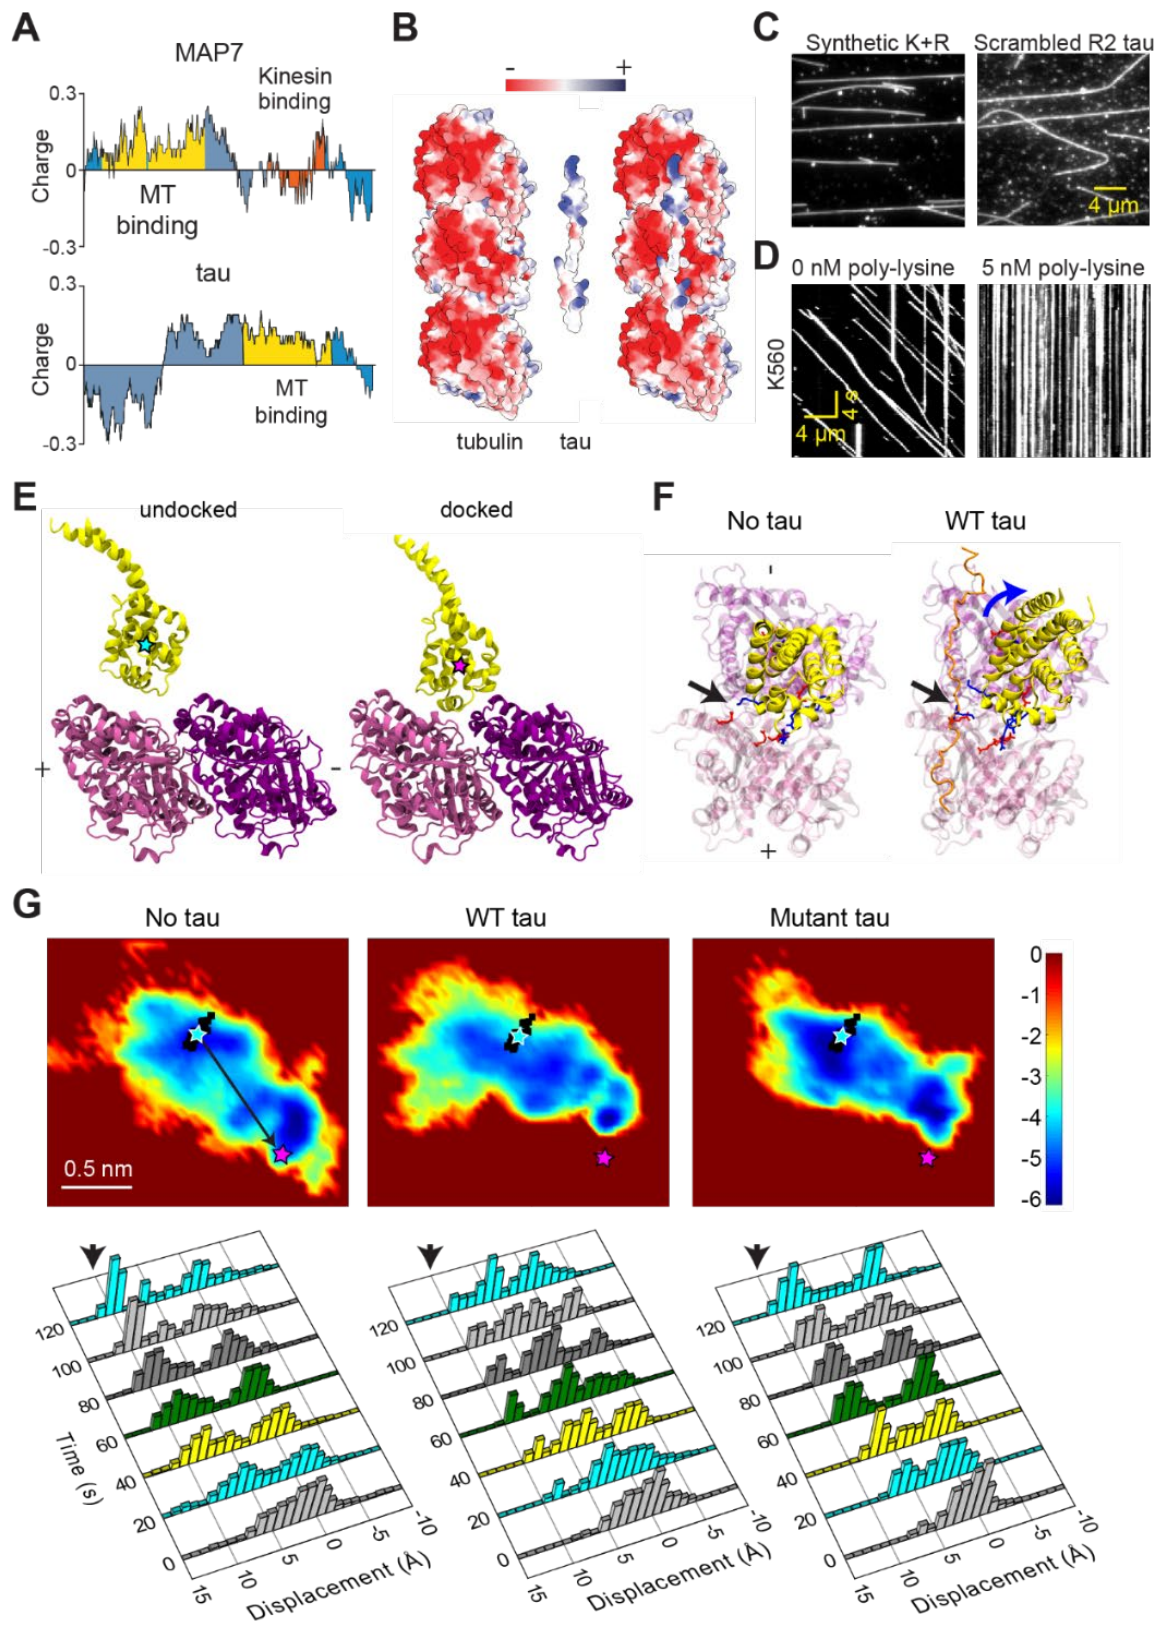 A
MAP7
Kinesin
binding
0.3
0
-0.3
Charge
MT
binding
tau
0.3
0
-0.3
Charge
MT
binding
B
- +
tubulin tau
C
Synthetic K+R Scrambled R2 tau
4 μm
D
0 nM poly-lysine 5 nM poly-lysine
K560
4 s
4 μm
E
undocked docked
+ -
F
No tau WT tau
-
+
G
No tau WT tau Mutant tau
0.5 nm
0
-1
-2
-3
-4
-5
-6
120 100 80 60 40 20 0
Time (s)
15 10 5 0 -5 -10
Displacement (Å)
120 100 80 60 40 20 0
15 10 5 0 -5 -10
Displacement (Å)
120 100 80 60 40 20 0
15 10 5 0 -5 -10
Displacement (Å)